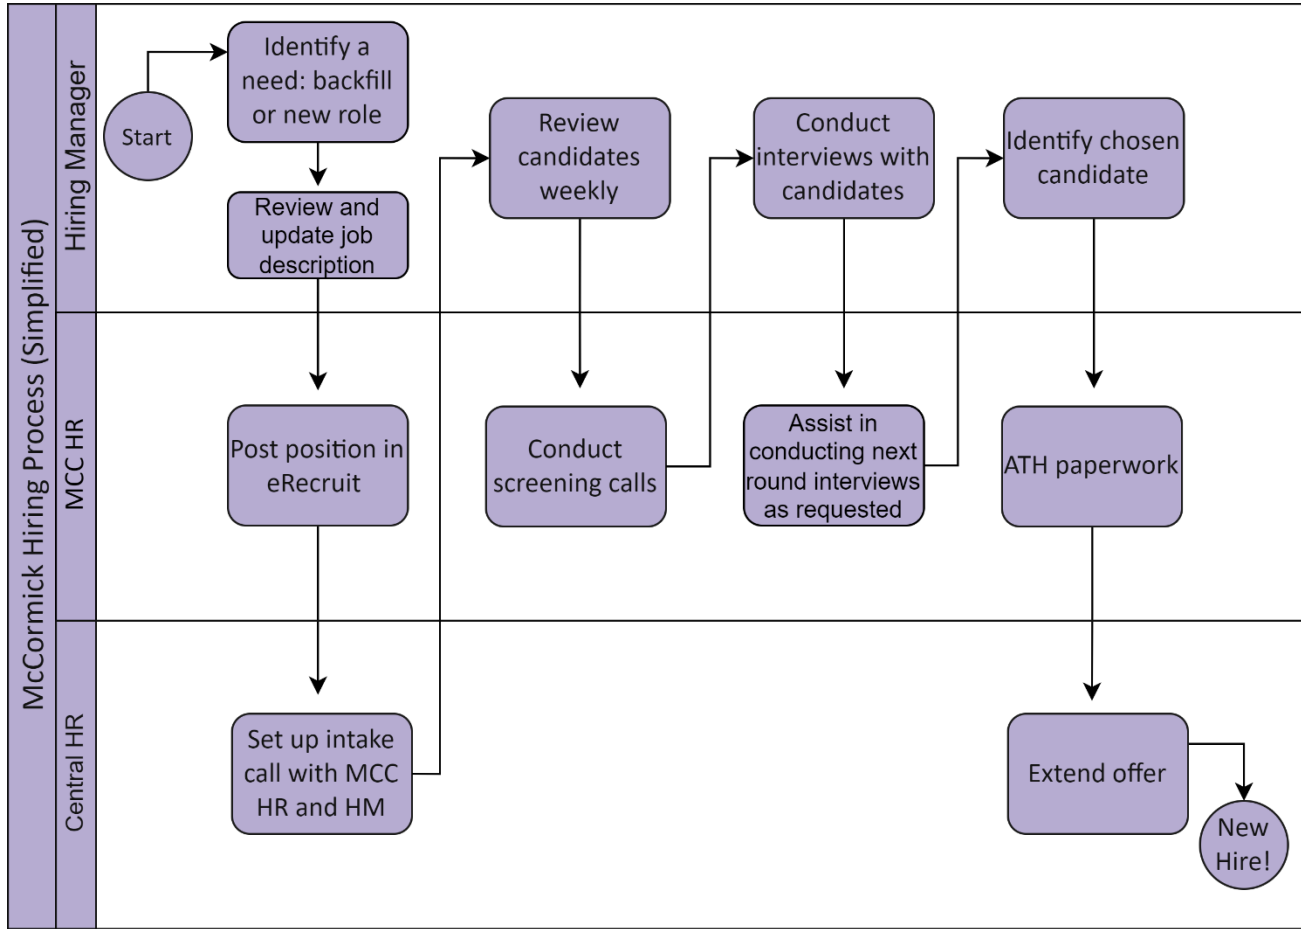 McCormick Hiring Process (Simplified)
Hiring Manager
Start
Identify a
need: backfill
or new role
Review and
update job
description
Review
candidates
weekly
Conduct
interviews with
candidates
Identify chosen
candidate
MCC HR
Post position in
eRecruit
Conduct
screening calls
Assist in
conducting next
round interviews
as requested
ATH paperwork
Central HR
Set up intake
call with MCC
HR and HM
Extend offer
New
Hire!